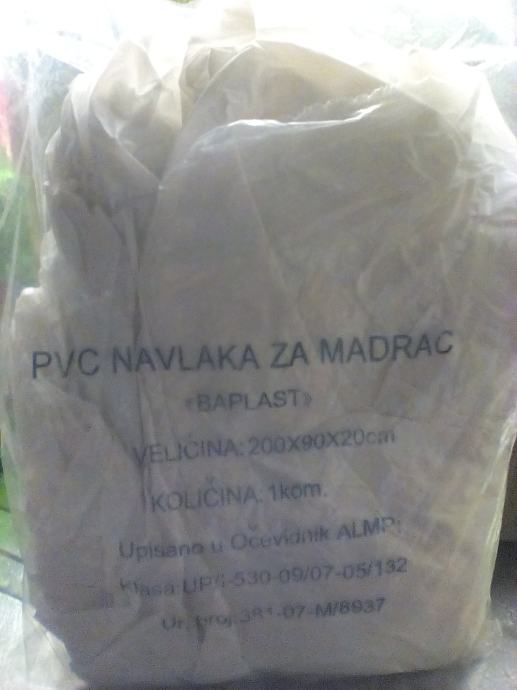 PVC NAVLAKA ZA MADRAC
«BAPLAST»
VELIČINA: 200X90X20cm
KOLIČINA: 1kom.
Upisano u Očevidnik ALMP:
Klasa: UP/I-530-09/07-05/132
Ur. broj: 381-07-M/8937